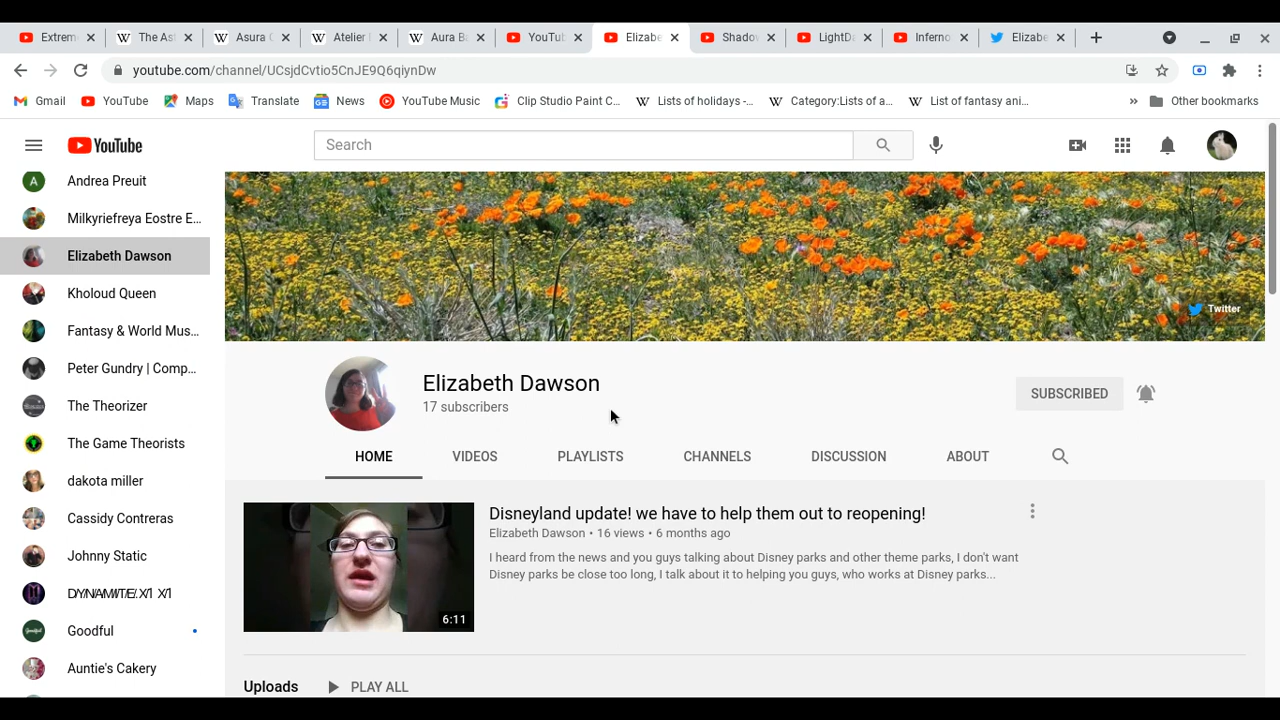 Extrem
The As
Asura C
Atelier
Aura Ba
YouTub
Elizabe
Shadow
LightDa
Inferno
Elizabe
youtube.com/channel/UCsjdCvtio5CnJE9Q6qiynDw
Gmail
YouTube
Maps
Translate
News
YouTube Music
Clip Studio Paint C...
Lists of holidays -...
Category:Lists of a...
List of fantasy ani...
»
Other bookmarks
YouTube
Search
Andrea Preuit
Milkyriefreya Eostre E...
Elizabeth Dawson
Kholoud Queen
Fantasy & World Mus...
Peter Gundry | Comp...
The Theorizer
The Game Theorists
dakota miller
Cassidy Contreras
Johnny Static
Goodful
Auntie's Cakery
Twitter
Elizabeth Dawson
17 subscribers
SUBSCRIBED
HOME
VIDEOS
PLAYLISTS
CHANNELS
DISCUSSION
ABOUT
6:11
Disneyland update! we have to help them out to reopening!
Elizabeth Dawson • 16 views • 6 months ago
I heard from the news and you guys talking about Disney parks and other theme parks, I don't want
Disney parks be close too long, I talk about it to helping you guys, who works at Disney parks...
Uploads
PLAY ALL